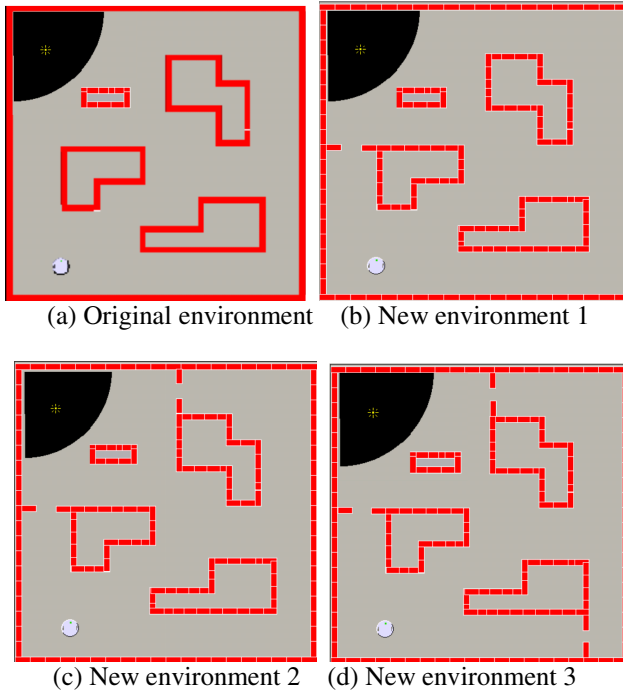 (a) Original environment
(b) New environment 1
(c) New environment 2
(d) New environment 3